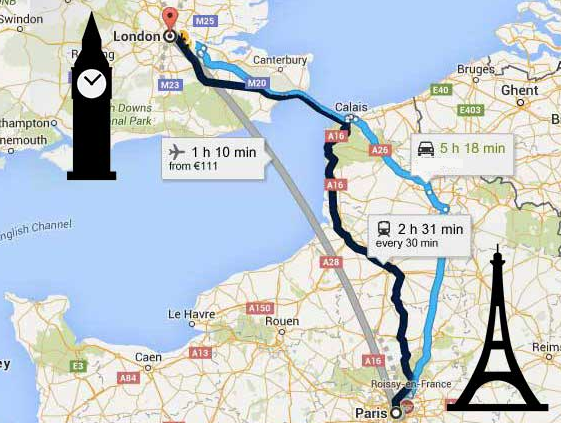 Swindon
M25
London
Canterbury
M20
M23
Downs
nal Park
Bruges
Ghent
E40
E403
Calais
A16
A26
5 h 18 min
1 h 10 min
from €111
A16
2 h 31 min
every 30 min
English Channel
A28
A150
Le Havre
Rouen
A13
Caen
E3
A84
A16
Reims
Roissy-en-France
Paris